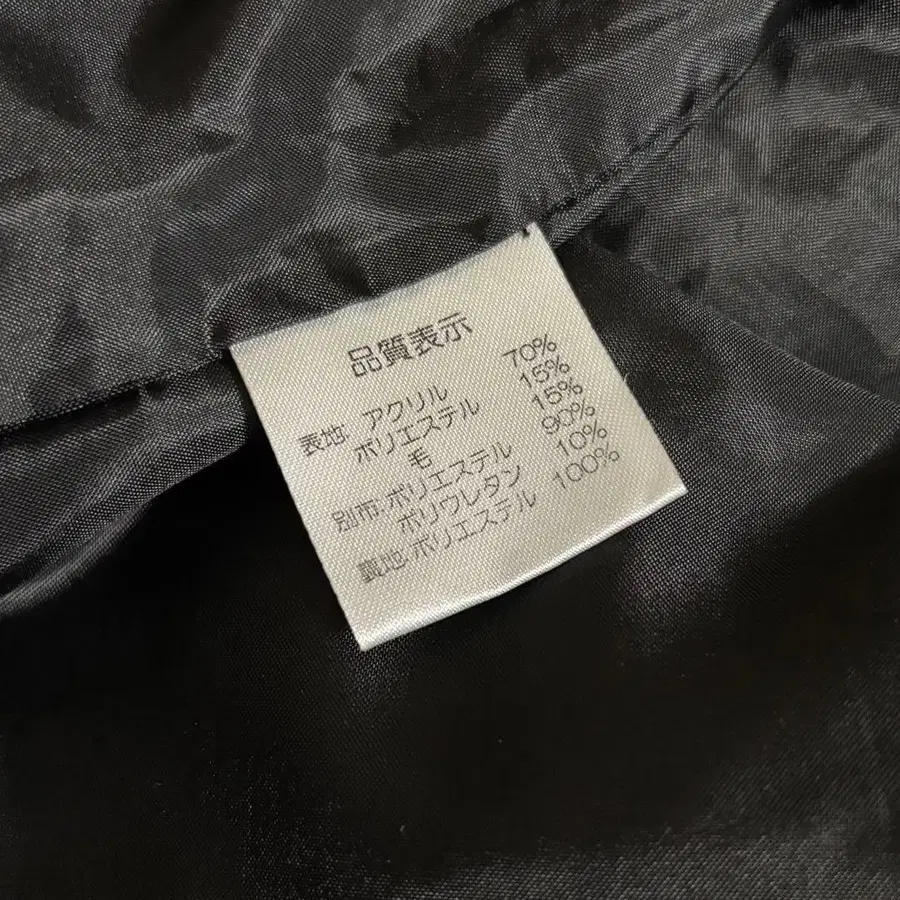 品質表示
表地: アクリル 70%
ポリエステル 15%
毛 15%
別布: ポリエステル 90%
ポリウレタン 10%
裏地: ポリエステル 100%